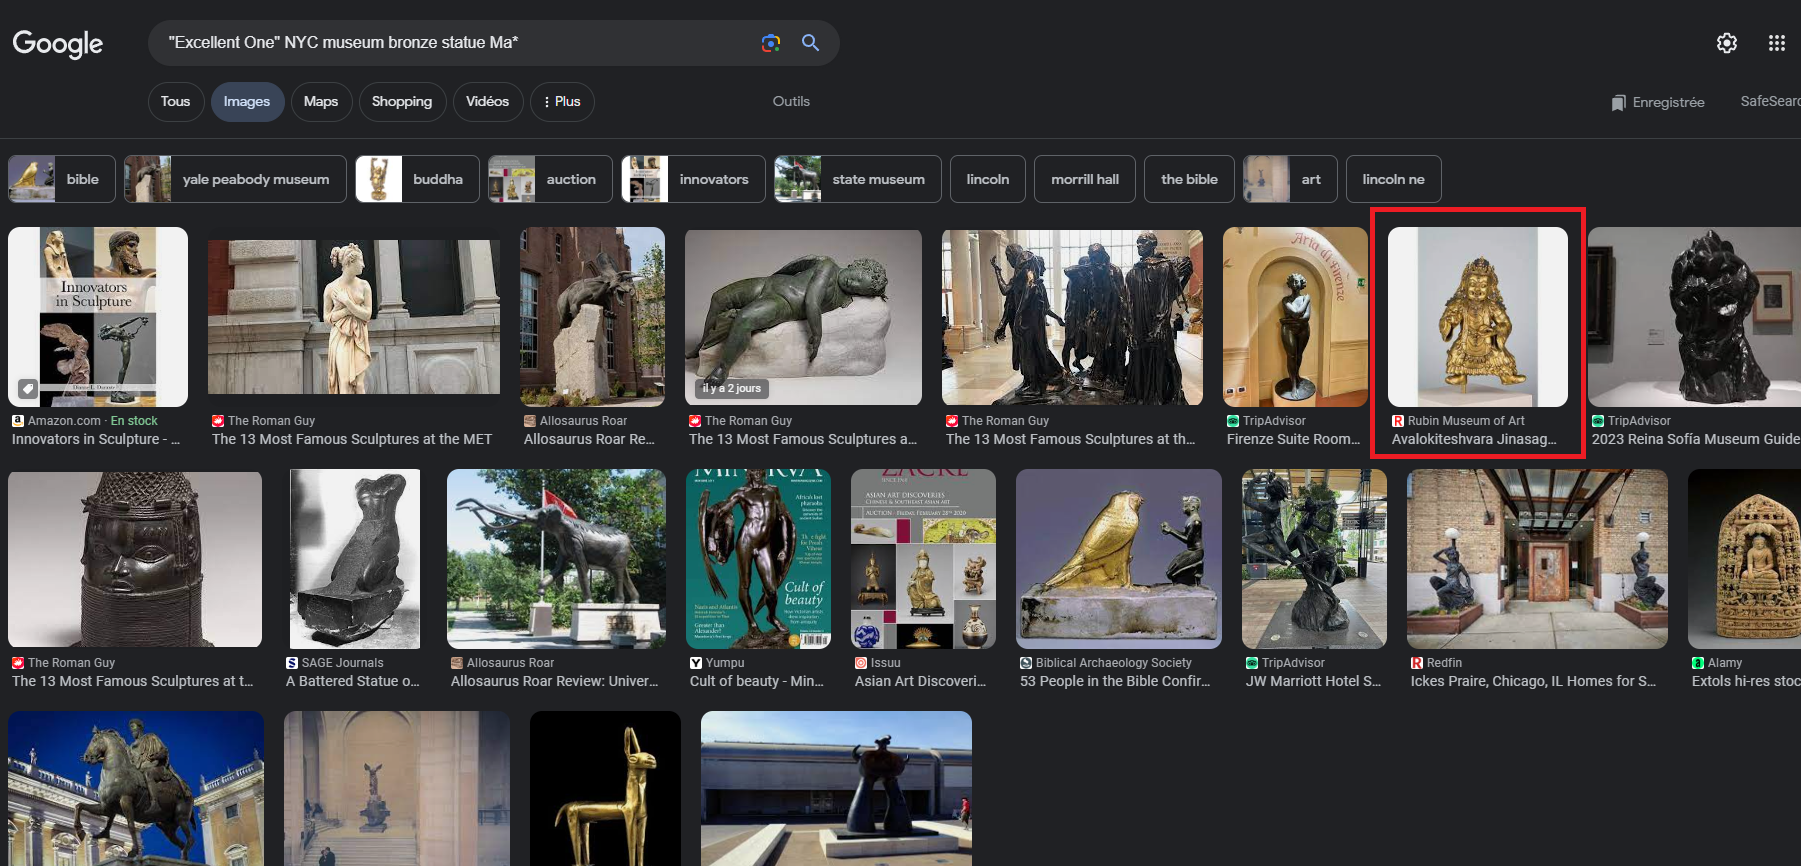 Google
"Excellent One" NYC museum bronze statue Ma*
Tous
Images
Maps
Shopping
Vidéos
Plus
Outils
Enregistrée
SafeSearc
bible
yale peabody museum
buddha
auction
innovators
state museum
lincoln
morrill hall
the bible
art
lincoln ne
Innovators
in Sculpture
Aria di Firenze
il y a 2 jours
Amazon.com · En stock
Innovators in Sculpture - ...
The Roman Guy
The 13 Most Famous Sculptures at the MET
Allosaurus Roar
Allosaurus Roar Re...
The Roman Guy
The 13 Most Famous Sculptures a...
The Roman Guy
The 13 Most Famous Sculptures at th...
TripAdvisor
Firenze Suite Room...
Rubin Museum of Art
Avalokiteshvara Jinasag...
TripAdvisor
2023 Reina Sofía Museum Guide
MINERVA
Cult of
beauty
ZACKE
ASIAN ART DISCOVERIES
CHINESE & SOUTHEAST ASIAN ART
The Roman Guy
The 13 Most Famous Sculptures at t...
SAGE Journals
A Battered Statue o...
Allosaurus Roar
Allosaurus Roar Review: Univer...
Yumpu
Cult of beauty - Min...
Issuu
Asian Art Discoveri...
Biblical Archaeology Society
53 People in the Bible Confir...
TripAdvisor
JW Marriott Hotel S...
Redfin
Ickes Praire, Chicago, IL Homes for S...
Alamy
Extols hi-res stoc